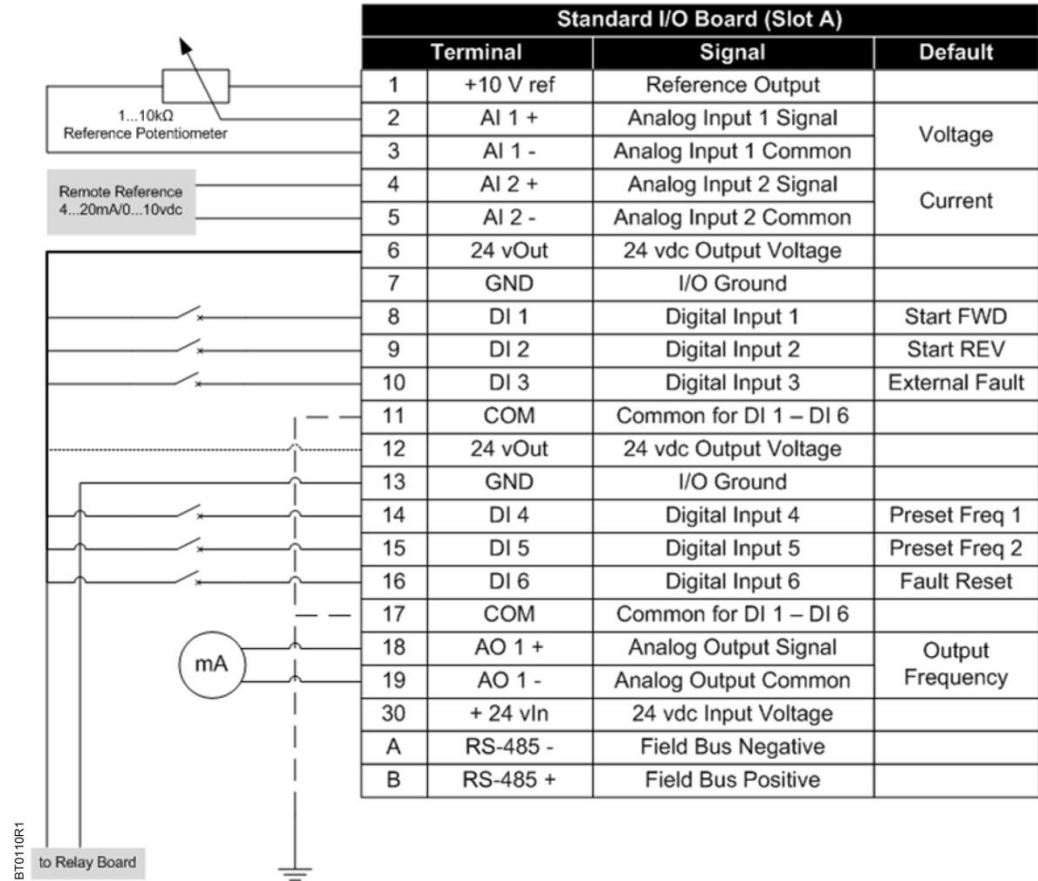 Standard I/O Board (Slot A)
Terminal Signal Default
1 +10 V ref Reference Output
2 AI 1 + Analog Input 1 Signal
Voltage
3 AI 1 - Analog Input 1 Common
4 AI 2 + Analog Input 2 Signal
Current
5 AI 2 - Analog Input 2 Common
6 24 vOut 24 vdc Output Voltage
7 GND I/O Ground
8 DI 1 Digital Input 1 Start FWD
9 DI 2 Digital Input 2 Start REV
10 DI 3 Digital Input 3 External Fault
11 COM Common for DI 1 – DI 6
12 24 vOut 24 vdc Output Voltage
13 GND I/O Ground
14 DI 4 Digital Input 4 Preset Freq 1
15 DI 5 Digital Input 5 Preset Freq 2
16 DI 6 Digital Input 6 Fault Reset
17 COM Common for DI 1 – DI 6
18 AO 1 + Analog Output Signal
Output
Frequency
19 AO 1 - Analog Output Common
30 + 24 vIn 24 vdc Input Voltage
A RS-485 - Field Bus Negative
B RS-485 + Field Bus Positive
1...10kΩ
Reference Potentiometer
Remote Reference
4...20mA/0...10vdc
mA
to Relay Board
BT0110R1